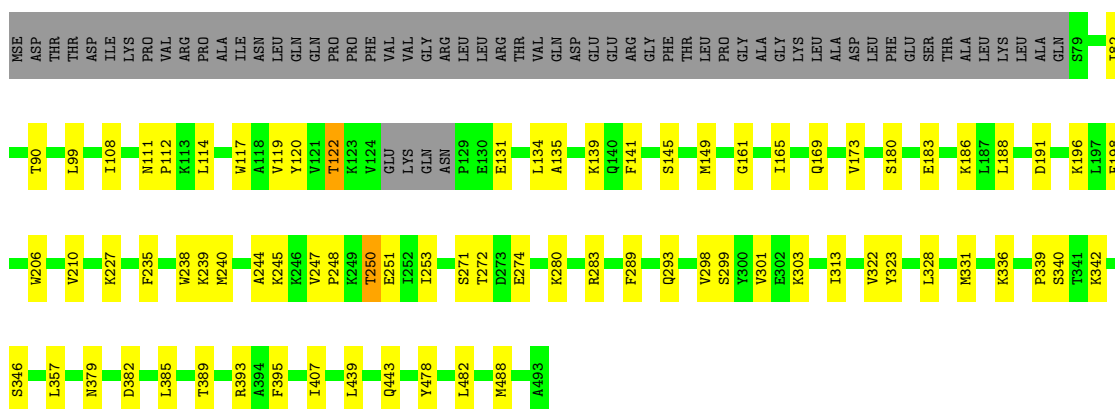 MSE ASP THR THR ASP ILE LYS PRO VAL ARG PRO ALA ILE ASN LEU GLN GLN PRO PRO PHE VAL VAL GLY ARG LEU LEU ARG THR VAL GLN ASP GLU GLU ARG GLY PHE THR LEU PRO GLY ALA GLY LYS LEU ALA ASP LEU PHE GLU SER THR ALA LEU LYS LEU ALA GLN S79 I82
T90 L99 I108 N111 P112 K113 L114 W117 A118 V119 Y120 V121 T122 K123 V124 GLU LYS GLN ASN P129 E130 E131 L134 A135 K139 Q140 F141 S145 M149 G161 I165 Q169 V173 S180 E183 K186 L187 L188 D191 K196 L197 E198
W206 V210 K227 F235 W238 K239 M240 A244 K245 K246 V247 P248 K249 T250 E251 I252 I253 S271 T272 D273 E274 K280 R283 F289 Q293 V298 S299 Y300 V301 E302 K303 I313 V322 Y323 L328 M331 K336 P339 S340 T341 K342
S346 L357 N379 D382 L385 T389 R393 A394 F395 I407 L439 Q443 Y478 L482 M488 A493